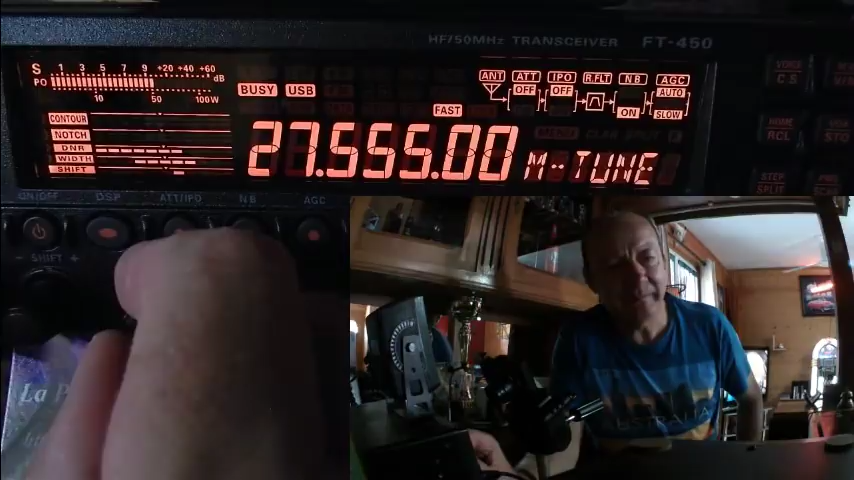 HF/50MHz TRANSCEIVER FT-450
S 1 3 5 7 9 +20 +40 +60 dB
PO 10 50 100W
BUSY USB
ANT ATT IPO R.FLT NB AGC
OFF OFF AUTO
ON SLOW
FAST
CONTOUR
NOTCH
DNR
WIDTH
SHIFT
27.555.00 M--TUNE
C S
HOME
RCL
STO
STEP
SPLIT
ON/OFF DSP ATT/IPO NB AGC
- SHIFT +
La P
AUSTRALIA